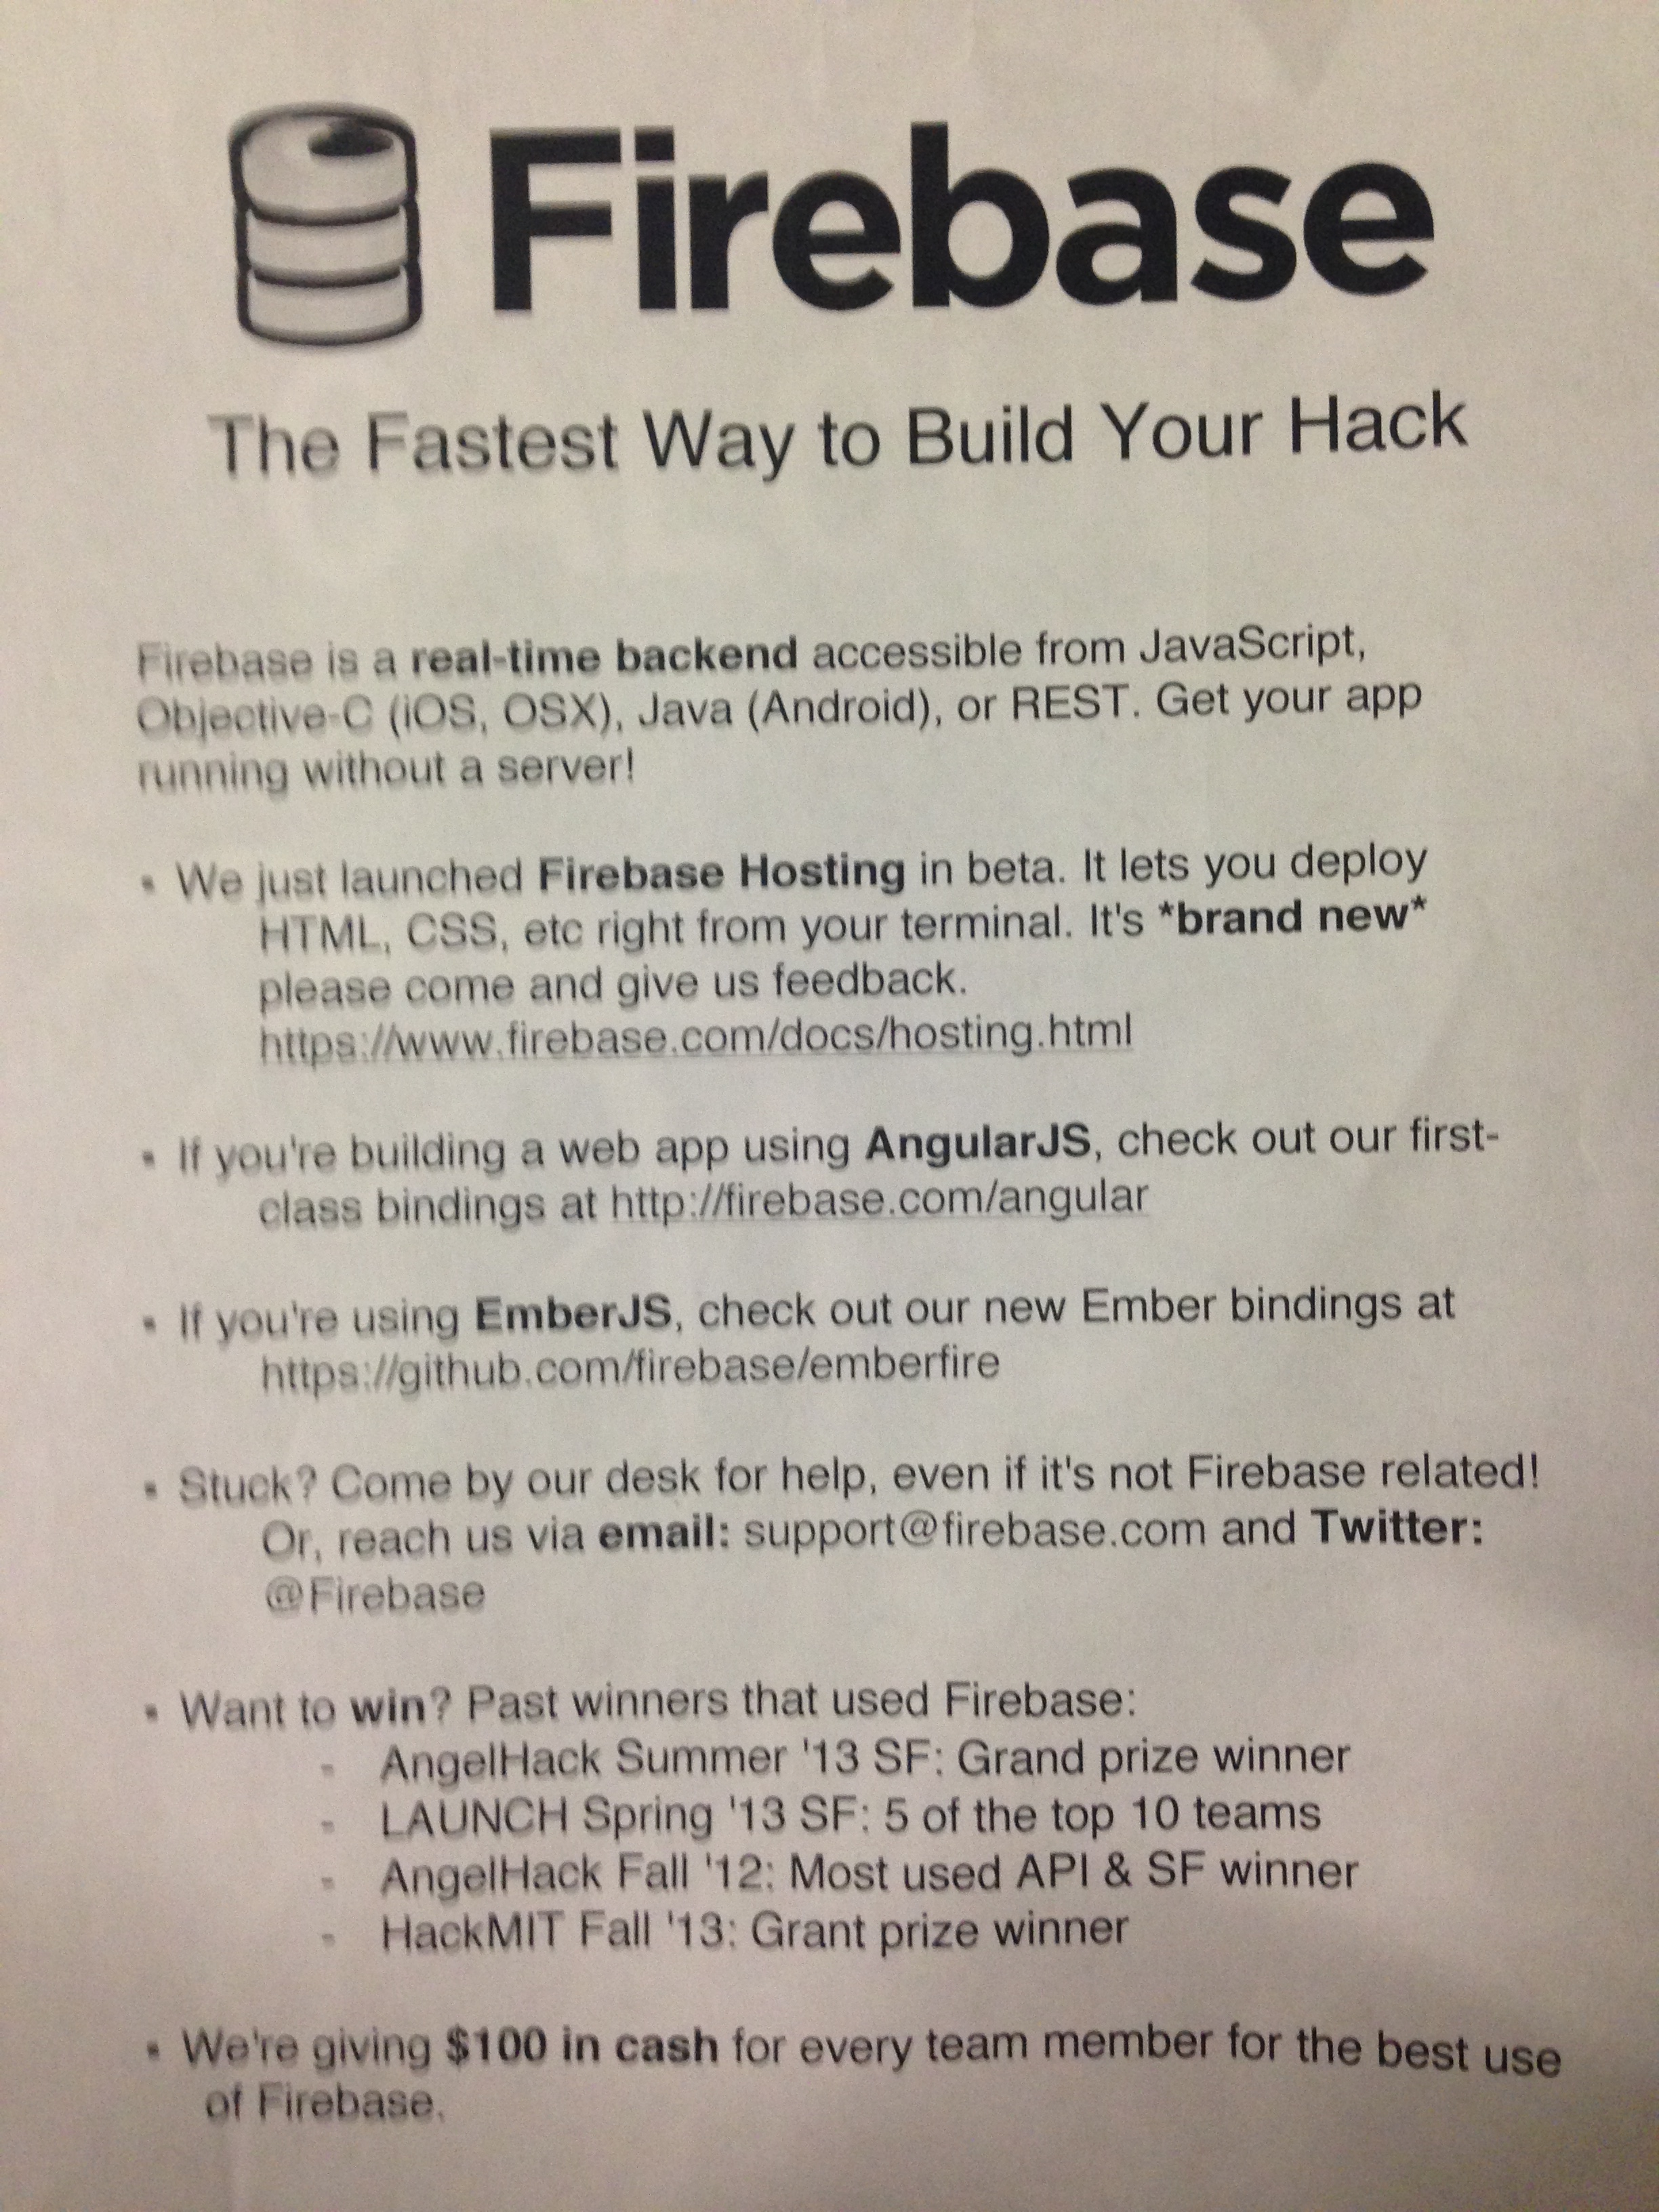 Firebase
The Fastest Way to Build Your Hack
Firebase is a real-time backend accessible from JavaScript,
Objective-C (iOS, OSX), Java (Android), or REST. Get your app
running without a server!
• We just launched Firebase Hosting in beta. It lets you deploy
HTML, CSS, etc right from your terminal. It's *brand new*
please come and give us feedback.
https://www.firebase.com/docs/hosting.html
• If you're building a web app using AngularJS, check out our first-
class bindings at http://firebase.com/angular
• If you're using EmberJS, check out our new Ember bindings at
https://github.com/firebase/emberfire
• Stuck? Come by our desk for help, even if it's not Firebase related!
Or, reach us via email: support@firebase.com and Twitter:
@Firebase
• Want to win? Past winners that used Firebase:
- AngelHack Summer '13 SF: Grand prize winner
- LAUNCH Spring '13 SF: 5 of the top 10 teams
- AngelHack Fall '12: Most used API & SF winner
- HackMIT Fall '13: Grant prize winner
• We're giving $100 in cash for every team member for the best use
of Firebase.